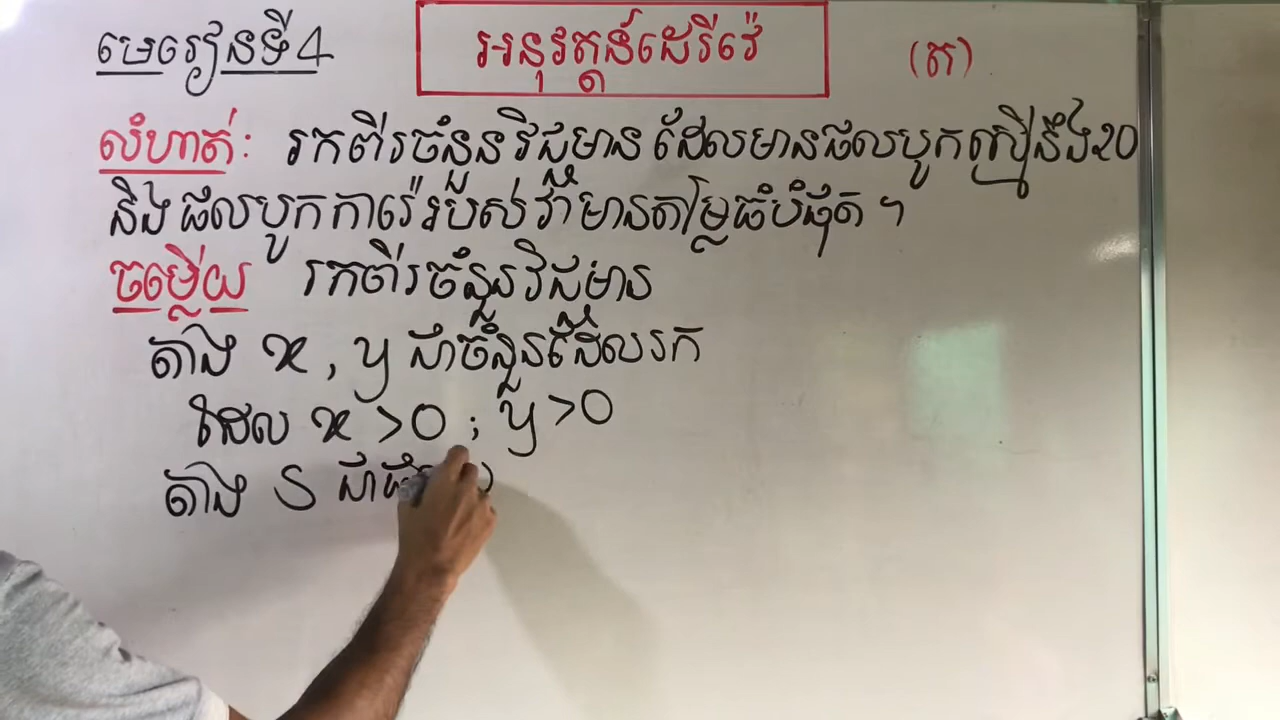 មេរៀនទី4 អនុវត្តន៍ដេរីវេ (ត)
លំហាត់: រកពីរចំនួនវិជ្ជមាន ដែលមានផលបូកស្មើនឹង20
និង ផលបូកការ៉េរបស់វាមានតម្លៃធំបំផុត ។
ចម្លើយ រកពីរចំនួនវិជ្ជមាន
តាង x , y ជាចំនួនដែលរក
ដែល x > 0 ; y > 0
តាង S ជា